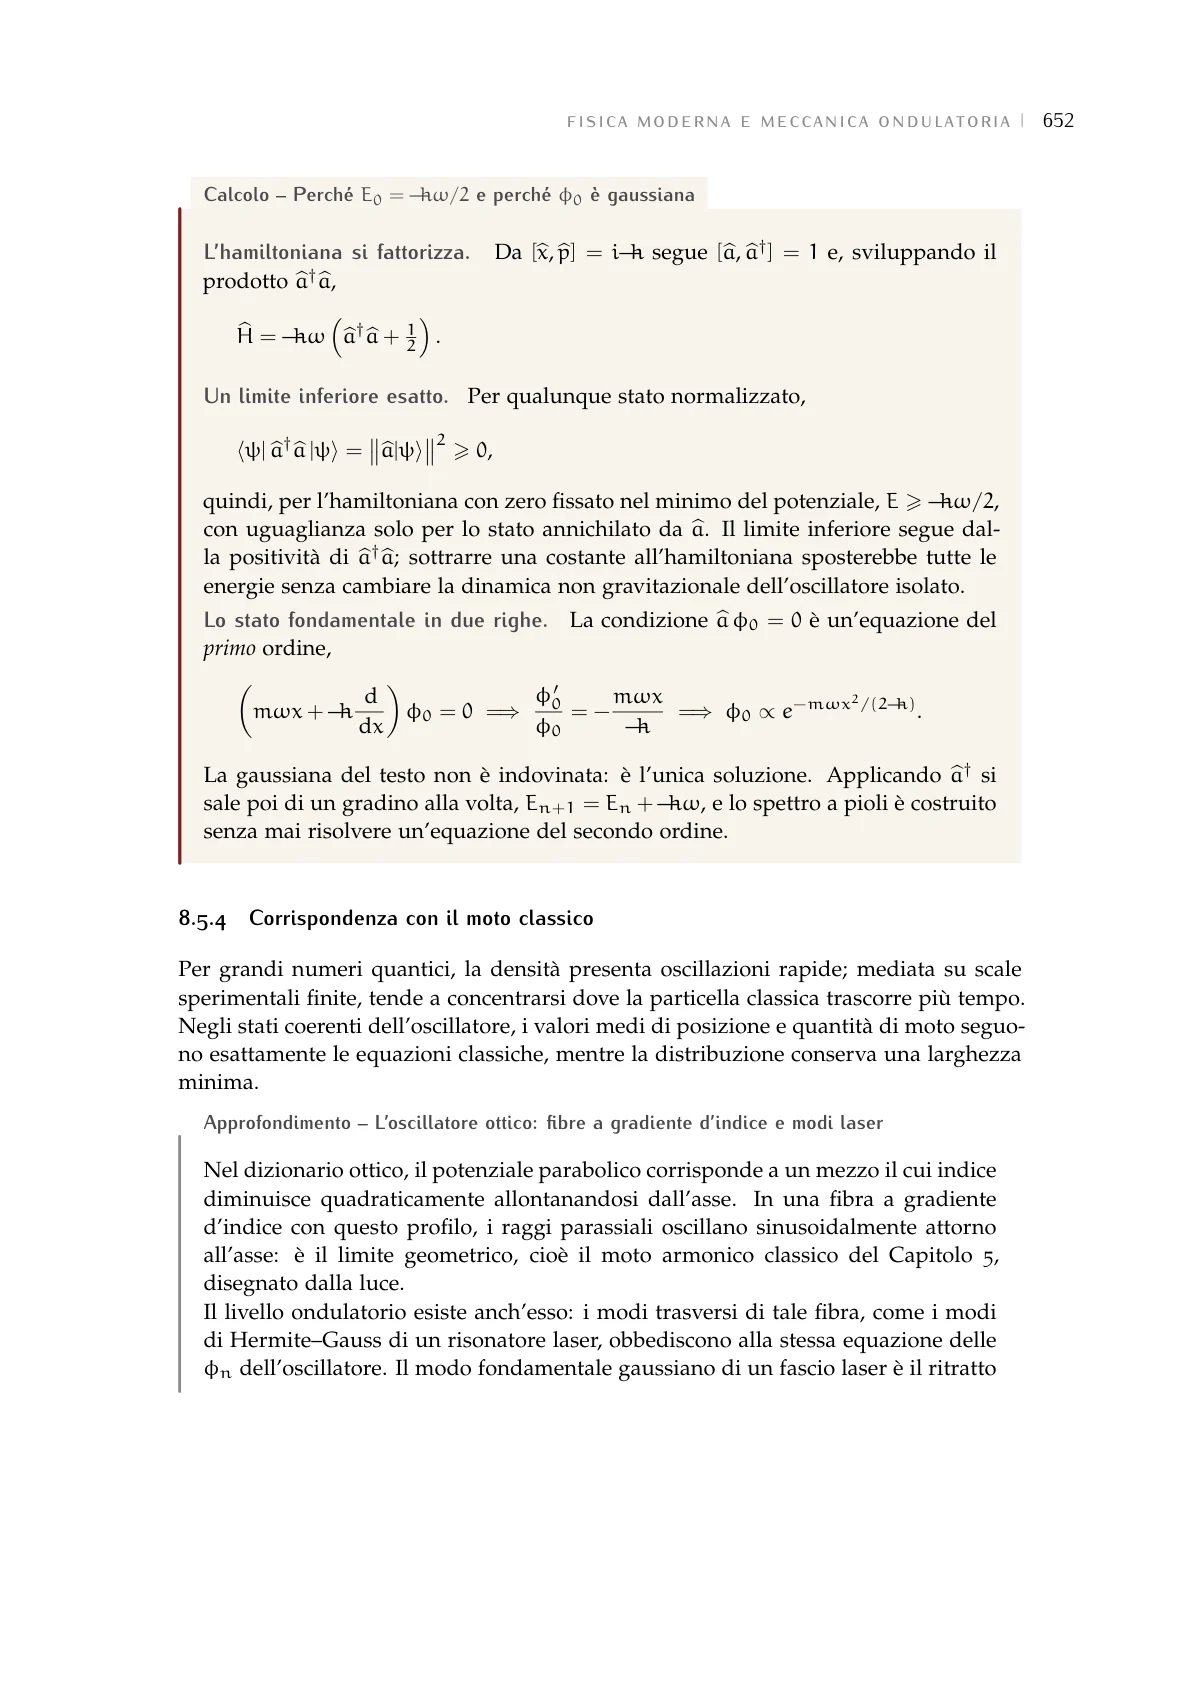 FISICA MODERNA E MECCANICA ONDULATORIA | 652
Calcolo – Perché E₀ = ℏω/2 e perché ϕ₀ è gaussiana
L'hamiltoniana si fattorizza. Da [x̂, p̂] = iℏ segue [â, â†] = 1 e, sviluppando il
prodotto â†â,
Ĥ = ℏω (â†â + 1/2).
Un limite inferiore esatto. Per qualunque stato normalizzato,
⟨ψ| â†â |ψ⟩ = ‖â|ψ⟩‖² ⩾ 0,
quindi, per l'hamiltoniana con zero fissato nel minimo del potenziale, E ⩾ ℏω/2,
con uguaglianza solo per lo stato annichilato da â. Il limite inferiore segue dal-
la positività di â†â; sottrarre una costante all'hamiltoniana sposterebbe tutte le
energie senza cambiare la dinamica non gravitazionale dell'oscillatore isolato.
Lo stato fondamentale in due righe. La condizione â ϕ₀ = 0 è un'equazione del
primo ordine,
(mωx + ℏ d/dx) ϕ₀ = 0 ⟹ ϕ₀′/ϕ₀ = −mωx/ℏ ⟹ ϕ₀ ∝ e^{−mωx²/(2ℏ)}.
La gaussiana del testo non è indovinata: è l'unica soluzione. Applicando â† si
sale poi di un gradino alla volta, Eₙ₊₁ = Eₙ + ℏω, e lo spettro a pioli è costruito
senza mai risolvere un'equazione del secondo ordine.
8.5.4 Corrispondenza con il moto classico
Per grandi numeri quantici, la densità presenta oscillazioni rapide; mediata su scale
sperimentali finite, tende a concentrarsi dove la particella classica trascorre più tempo.
Negli stati coerenti dell'oscillatore, i valori medi di posizione e quantità di moto seguo-
no esattamente le equazioni classiche, mentre la distribuzione conserva una larghezza
minima.
Approfondimento – L'oscillatore ottico: fibre a gradiente d'indice e modi laser
Nel dizionario ottico, il potenziale parabolico corrisponde a un mezzo il cui indice
diminuisce quadraticamente allontanandosi dall'asse. In una fibra a gradiente
d'indice con questo profilo, i raggi parassiali oscillano sinusoidalmente attorno
all'asse: è il limite geometrico, cioè il moto armonico classico del Capitolo 5,
disegnato dalla luce.
Il livello ondulatorio esiste anch'esso: i modi trasversi di tale fibra, come i modi
di Hermite–Gauss di un risonatore laser, obbediscono alla stessa equazione delle
ϕₙ dell'oscillatore. Il modo fondamentale gaussiano di un fascio laser è il ritratto